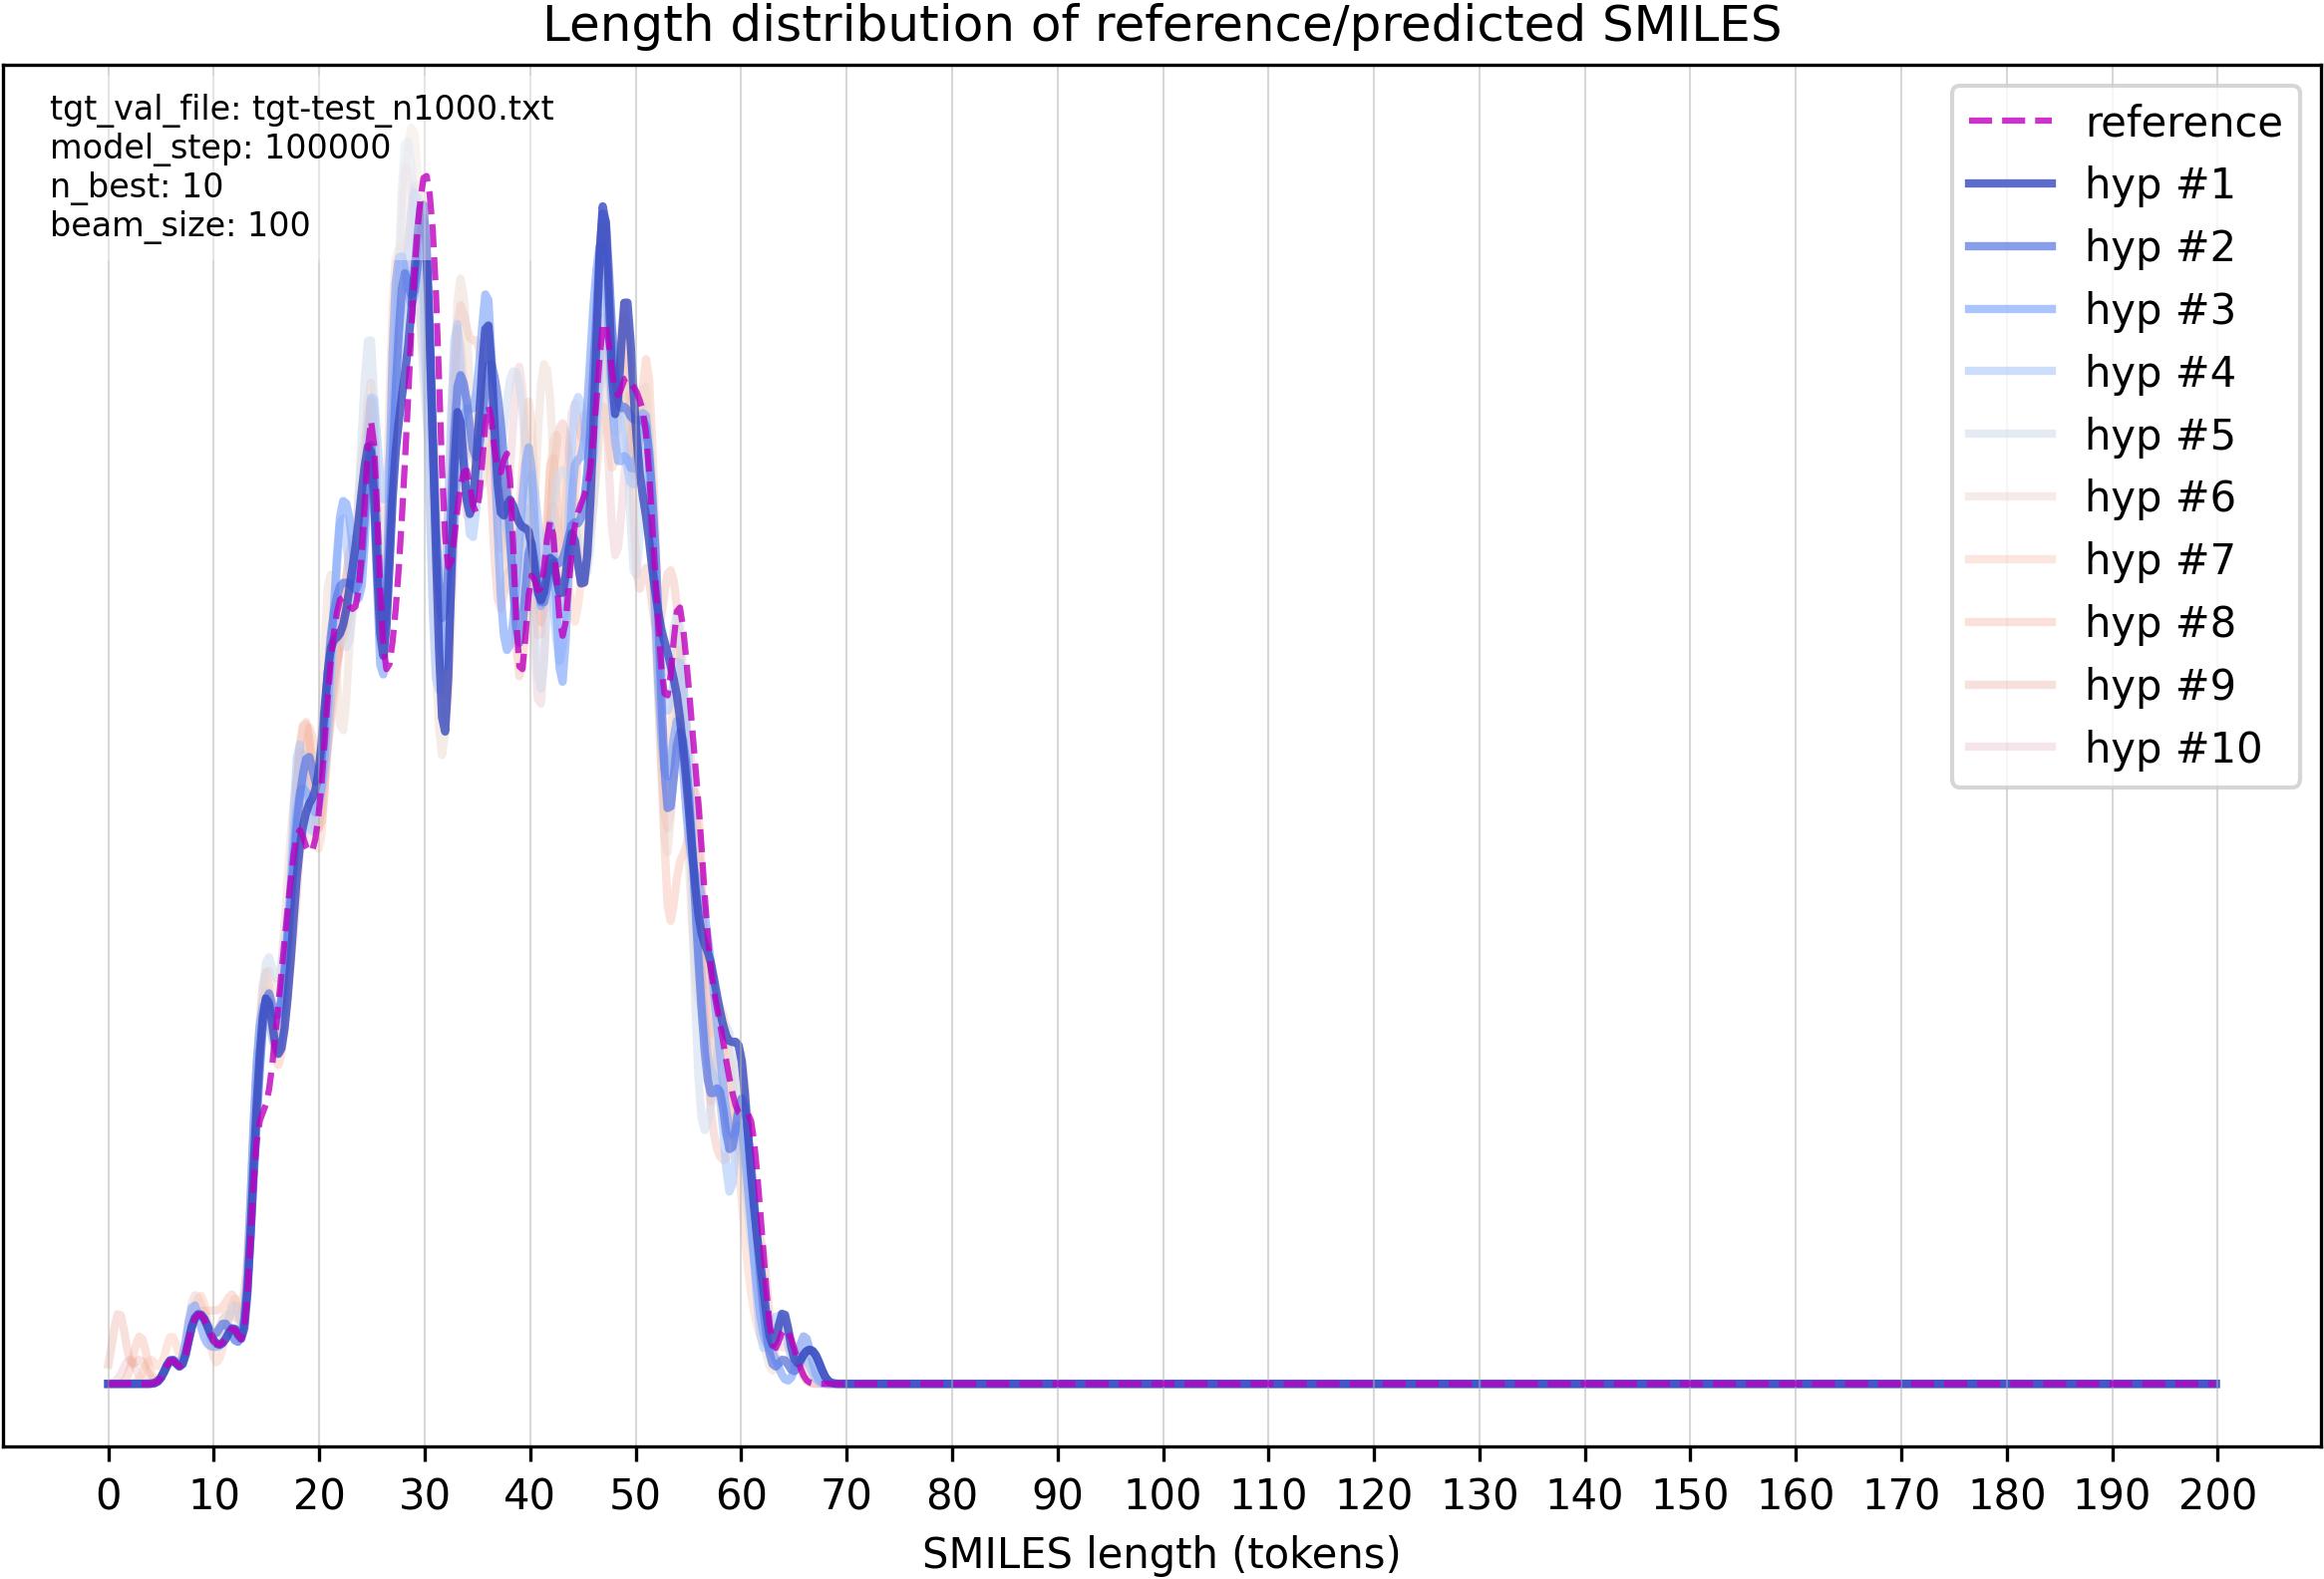 Length distribution of reference/predicted SMILES
tgt_val_file: tgt-test_n1000.txt
model_step: 100000
n_best: 10
beam_size: 100
reference
hyp #1
hyp #2
hyp #3
hyp #4
hyp #5
hyp #6
hyp #7
hyp #8
hyp #9
hyp #10
0 10 20 30 40 50 60 70 80 90 100 110 120 130 140 150 160 170 180 190 200
SMILES length (tokens)